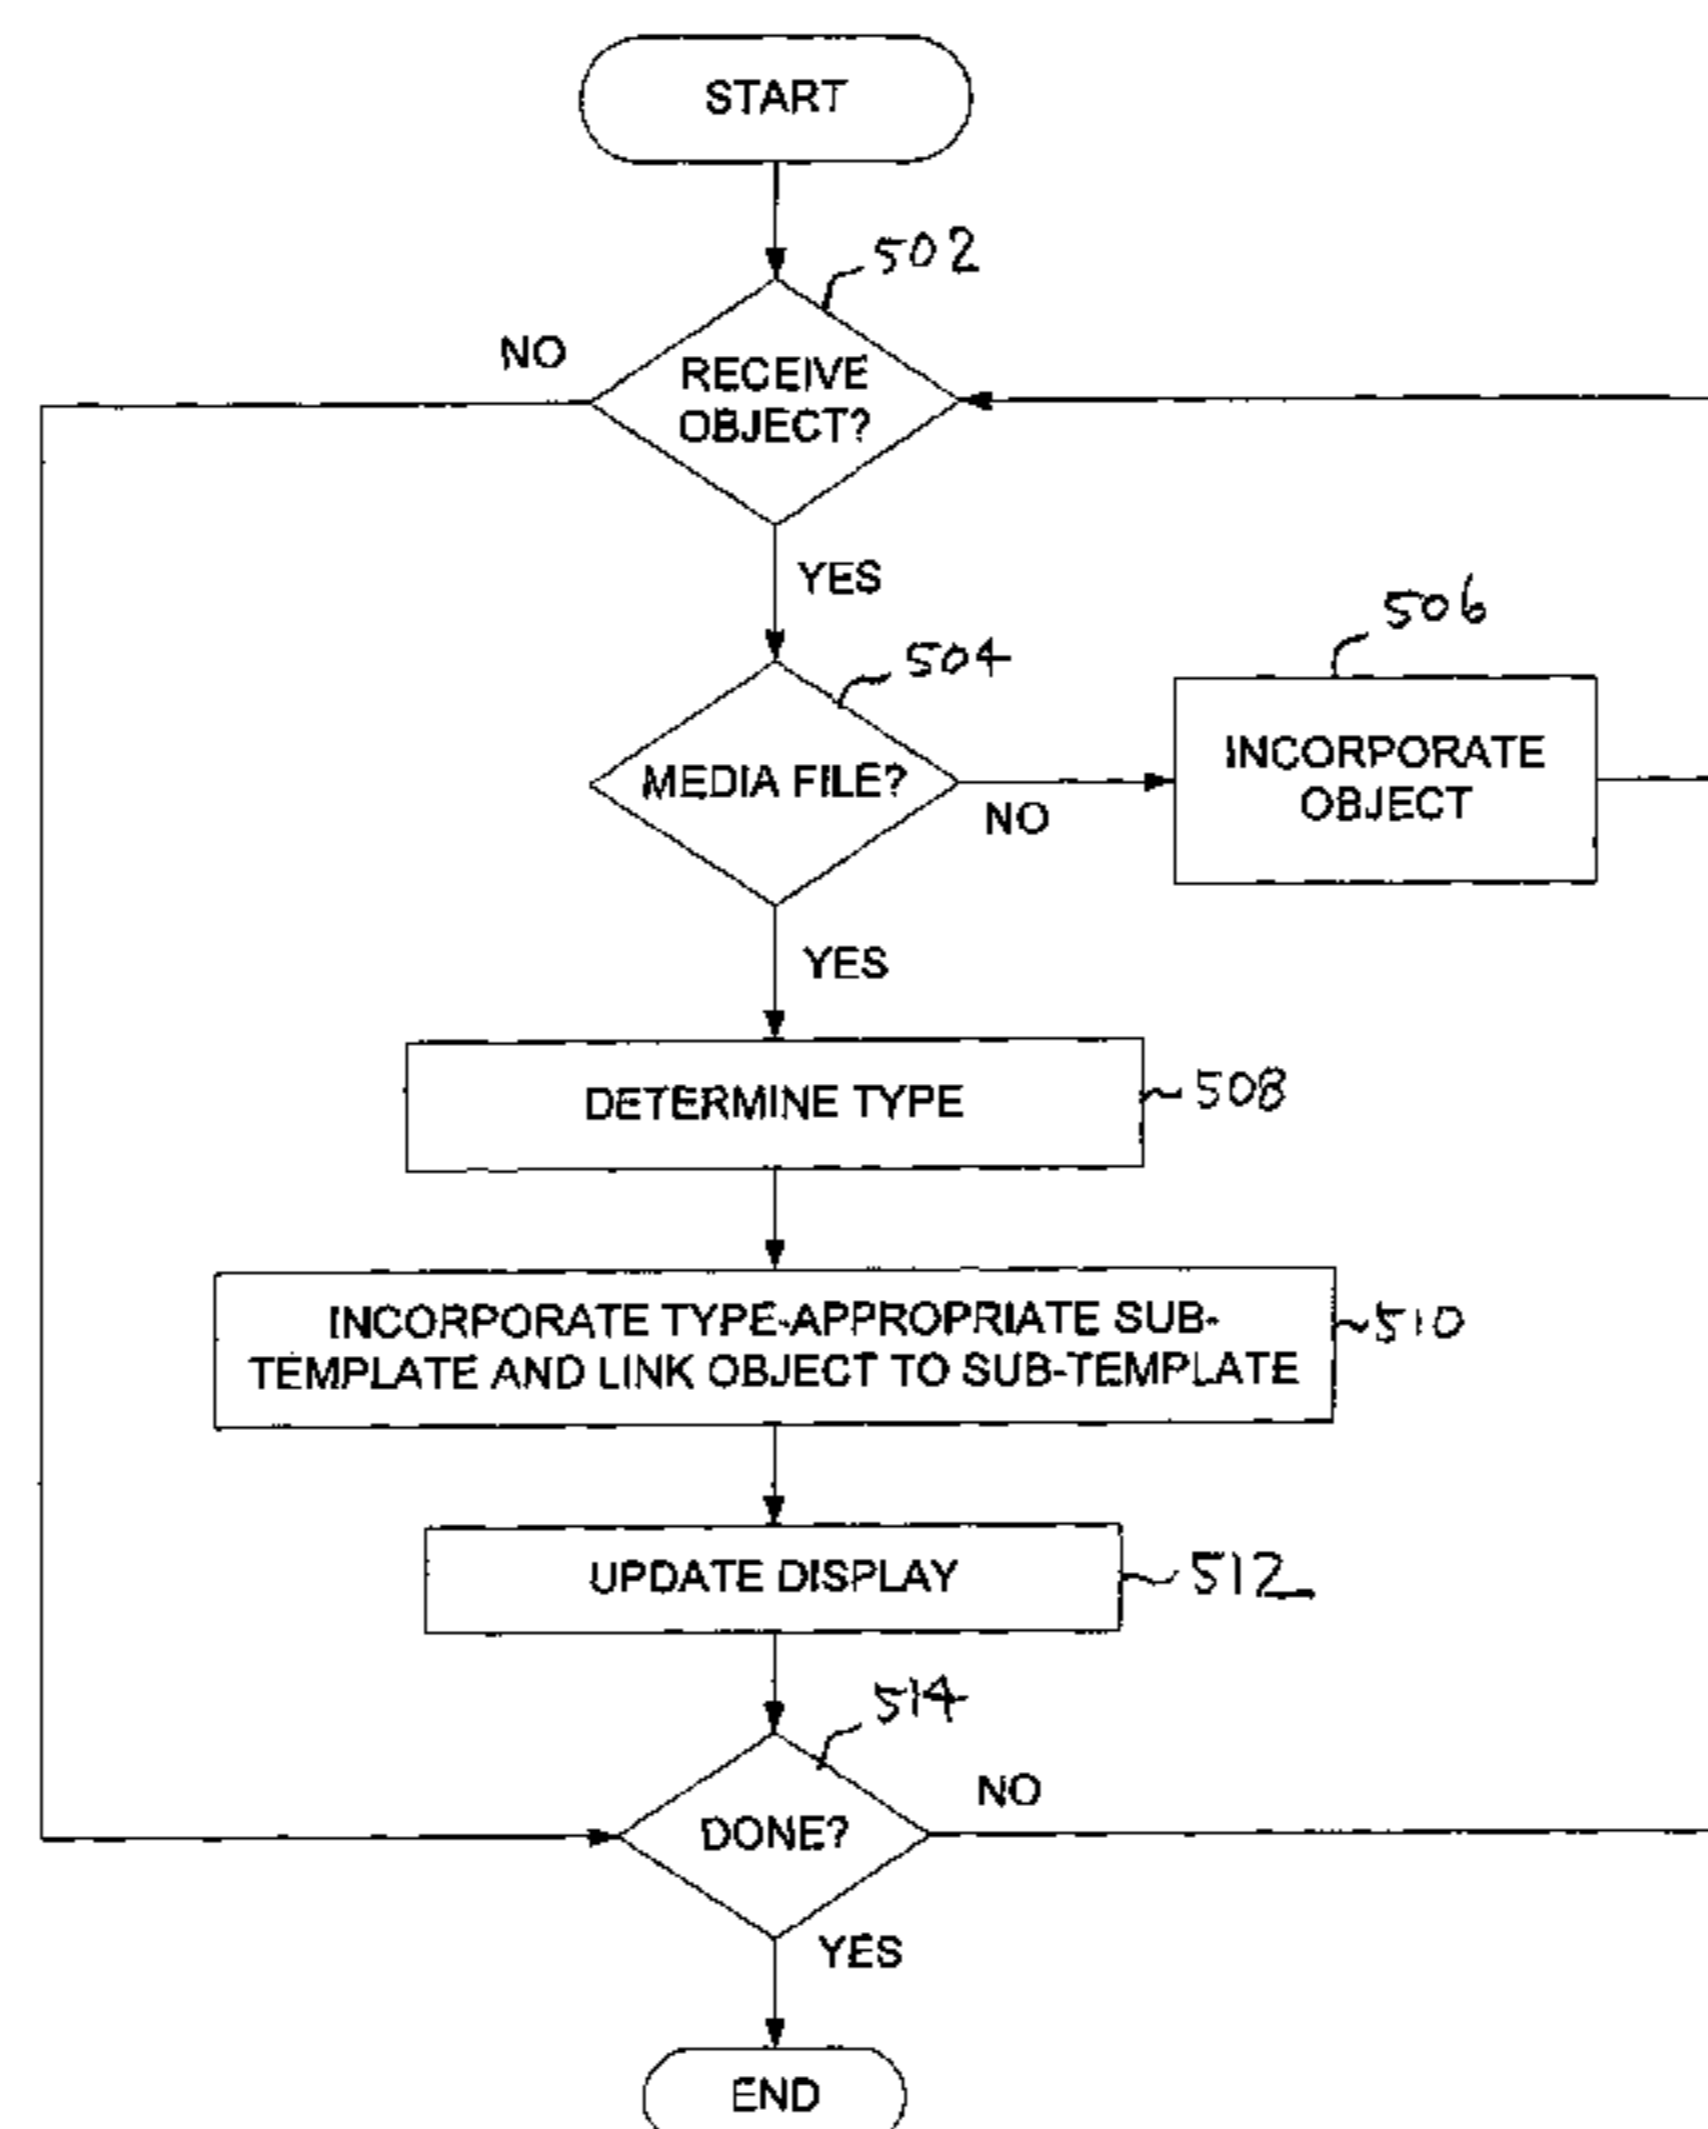 START
502
NO
RECEIVE
OBJECT?
YES
504
506
MEDIA FILE?
NO
INCORPORATE
OBJECT
YES
DETERMINE TYPE
508
INCORPORATE TYPE-APPROPRIATE SUB-
TEMPLATE AND LINK OBJECT TO SUB-TEMPLATE
510
UPDATE DISPLAY
512
514
NO
DONE?
YES
END